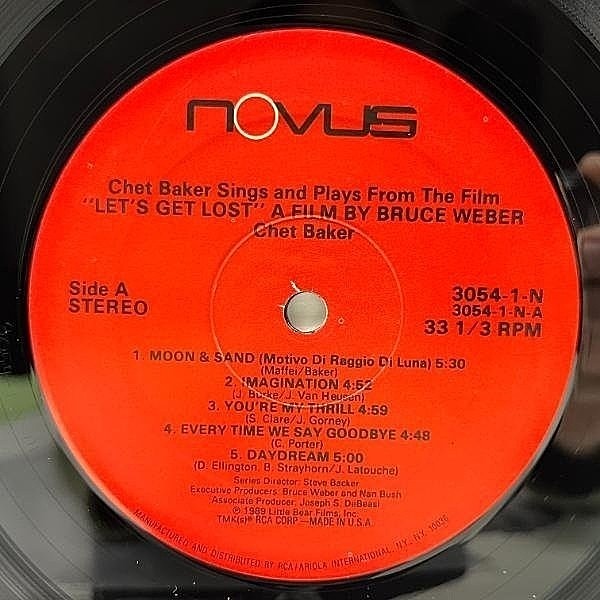 NOVUS
Chet Baker Sings and Plays From The Film
"LET'S GET LOST" A FILM BY BRUCE WEBER
Chet Baker
Side A
STEREO
3054-1-N
3054-1-N-A
33 1/3 RPM
1. MOON & SAND (Motivo Di Raggio Di Luna) 5:30
(Maffei/Baker)
2. IMAGINATION 4:52
(J. Burke/J. Van Heusen)
3. YOU'RE MY THRILL 4:59
(S. Clare/J. Gorney)
4. EVERY TIME WE SAY GOODBYE 4:48
(C. Porter)
5. DAYDREAM 5:00
(D. Ellington, B. Strayhorn/J. Latouche)
Series Director: Steve Backer
Executive Producers: Bruce Weber and Nan Bush
Associate Producer: Joseph S. DeBeasi
℗ 1989 Little Bear Films, Inc.
TMK(s)® RCA CORP—MADE IN U.S.A.
MANUFACTURED AND DISTRIBUTED BY RCA/ARIOLA INTERNATIONAL, NY, NY. 10036